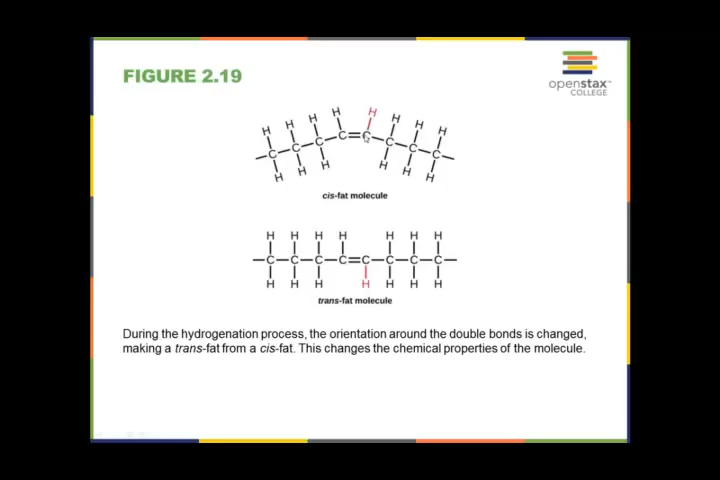 FIGURE 2.19
openstax™
COLLEGE
H
H H H H H H H
C C C C=C C C C
H H H H H H
cis-fat molecule
H H H H H H H
C C C C=C C C C
H H H H H H H
trans-fat molecule
During the hydrogenation process, the orientation around the double bonds is changed,
making a trans-fat from a cis-fat. This changes the chemical properties of the molecule.